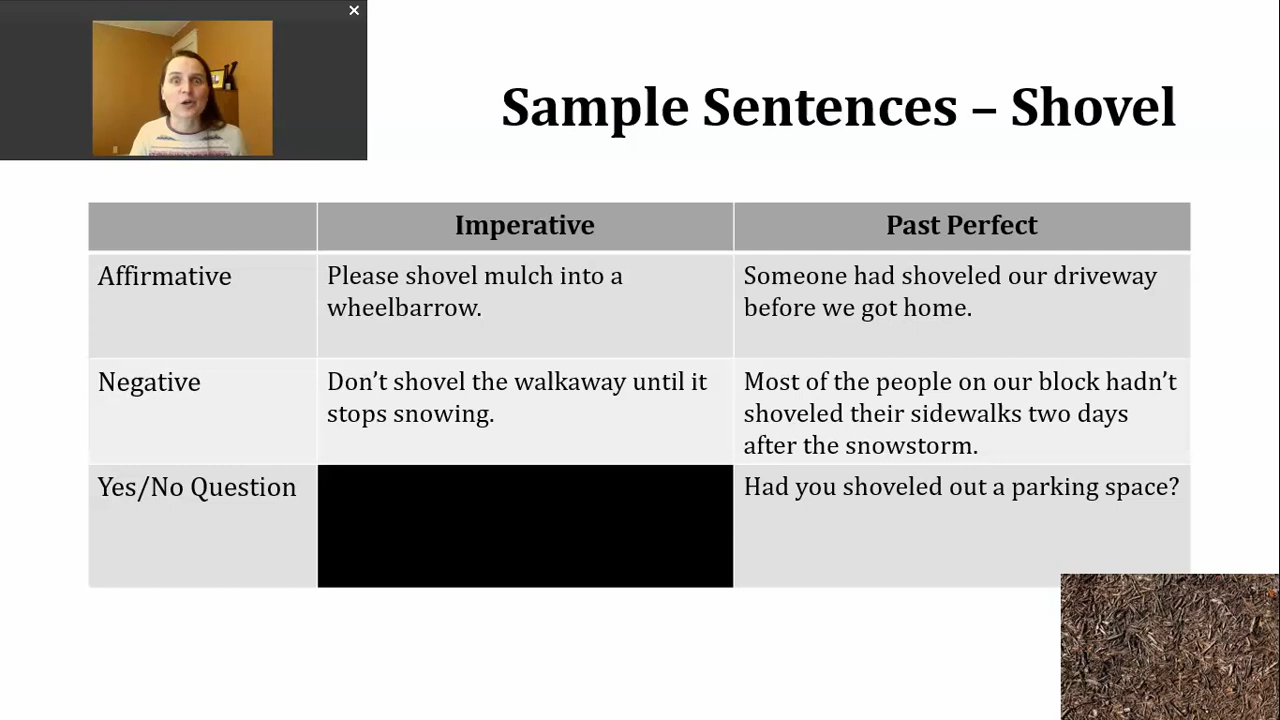 Sample Sentences – Shovel
Imperative
Past Perfect
Affirmative
Please shovel mulch into a
wheelbarrow.
Someone had shoveled our driveway
before we got home.
Negative
Don’t shovel the walkaway until it
stops snowing.
Most of the people on our block hadn’t
shoveled their sidewalks two days
after the snowstorm.
Yes/No Question
Had you shoveled out a parking space?